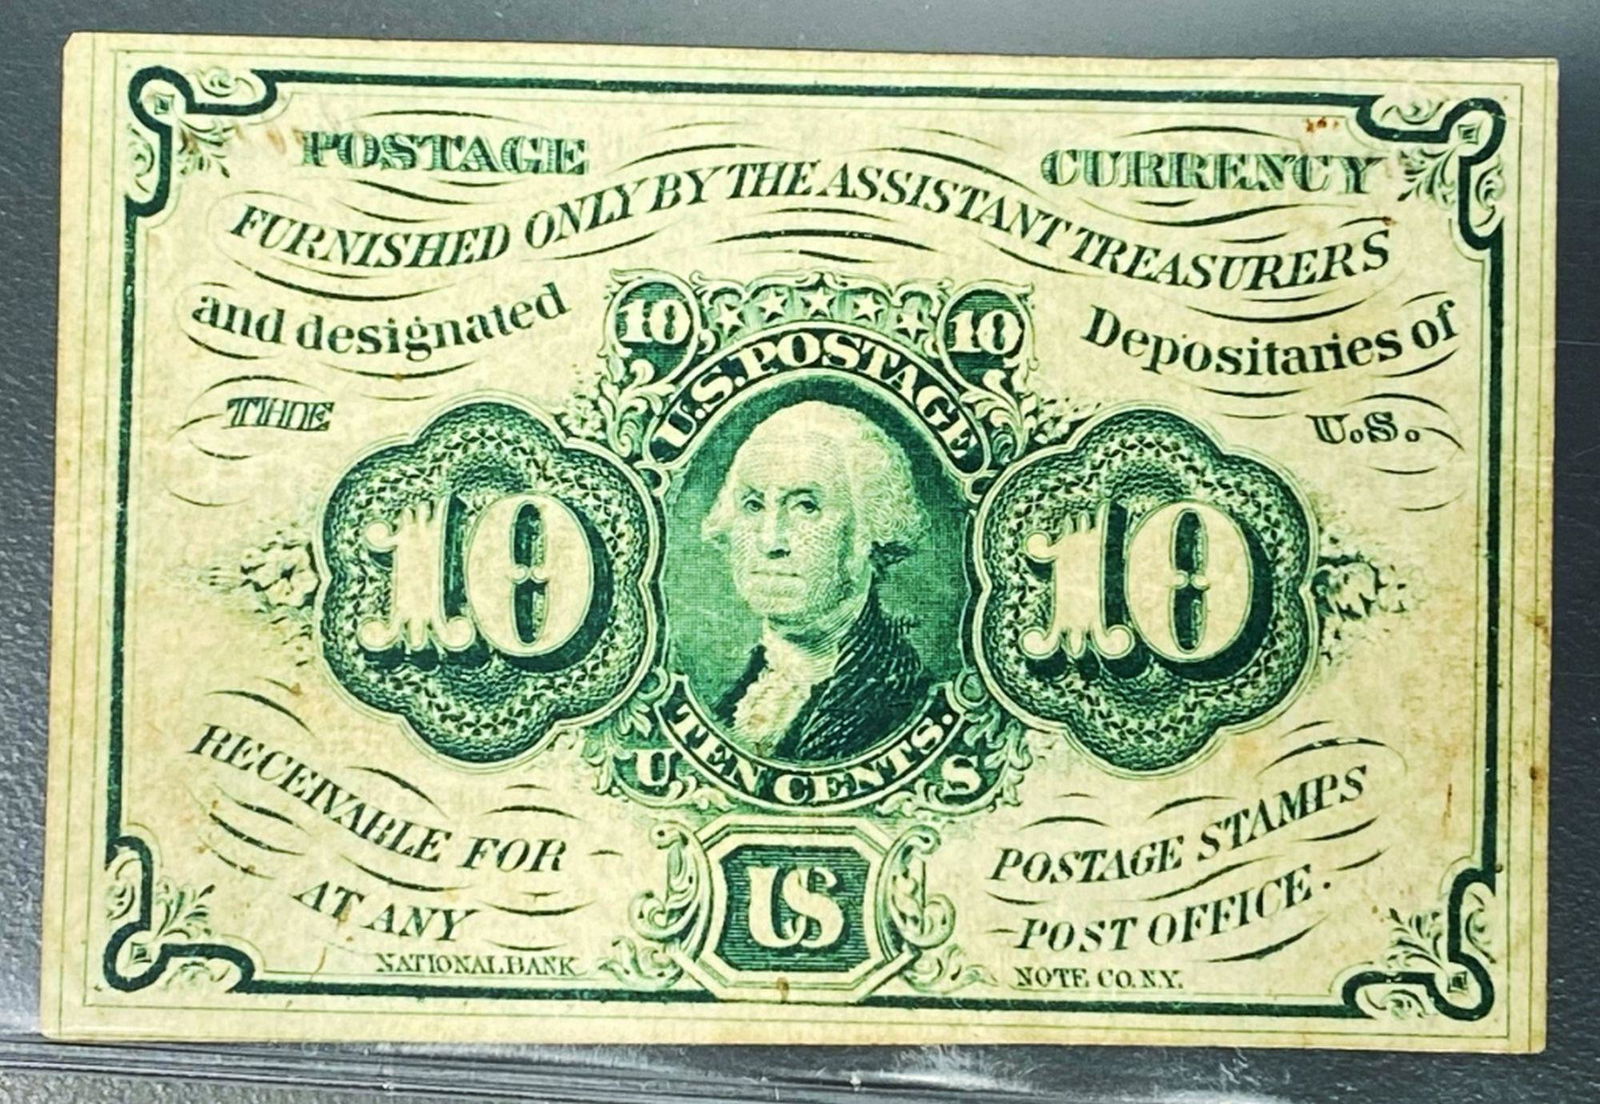 POSTAGE CURRENCY
FURNISHED ONLY BY THE ASSISTANT TREASURERS
and designated Depositaries of
THE U.S.
10 10
U.S. POSTAGE
10 10
TEN CENTS.
U. S
RECEIVABLE FOR POSTAGE STAMPS
AT ANY POST OFFICE.
US
NATIONAL BANK NOTE CO. N.Y.